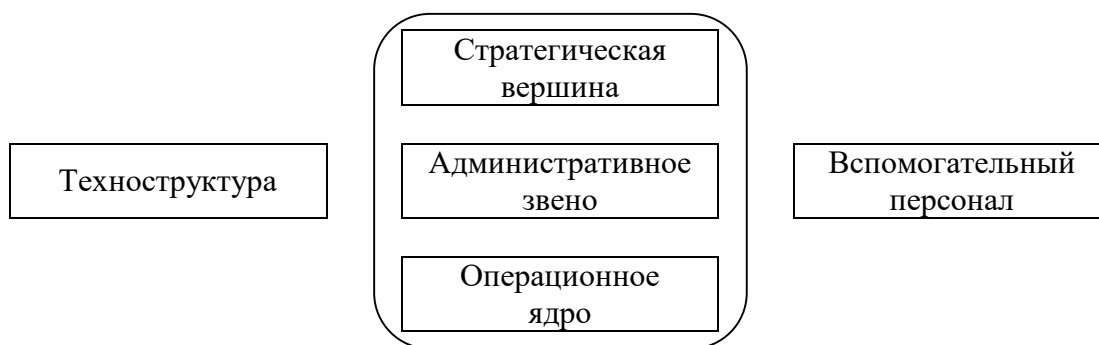 Стратегическая
вершина
Техноструктура
Административное
звено
Вспомогательный
персонал
Операционное
ядро